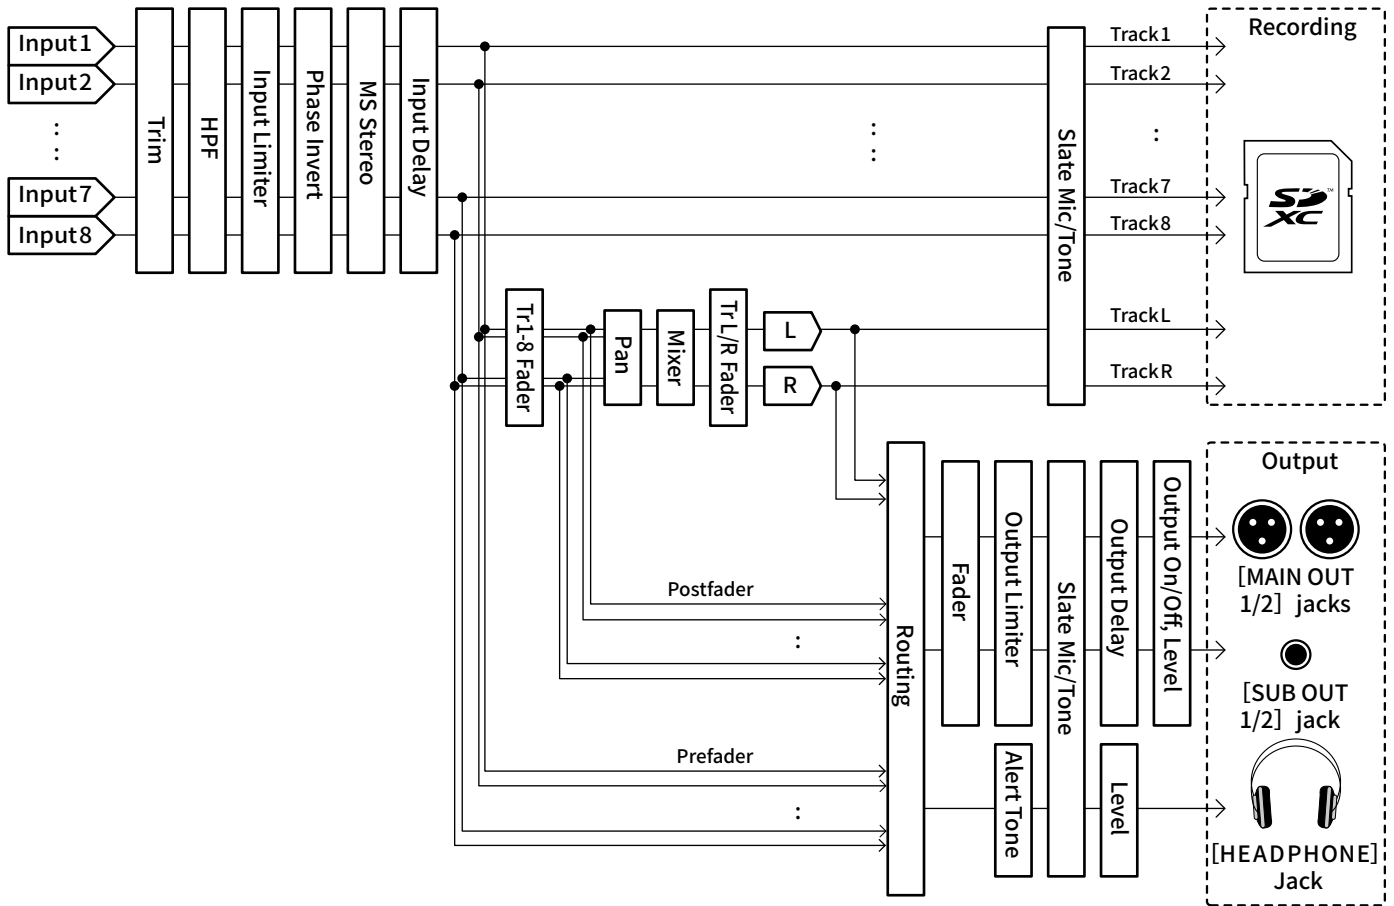 Input1
Input2
Input7
Input8
Trim
HPF
Input Limiter
Phase Invert
MS Stereo
Input Delay
Slate Mic/Tone
Track1
Track2
:
Track7
Track8
TrackL
TrackR
Recording
SD™
XC
Tr1-8 Fader
Pan
Mixer
Tr L/R Fader
L
R
Postfader
:
Prefader
:
Routing
Fader
Output Limiter
Alert Tone
Slate Mic/Tone
Output Delay
Level
Output On/Off, Level
Output
[MAIN OUT
1/2] jacks
[SUB OUT
1/2] jack
[HEADPHONE]
Jack